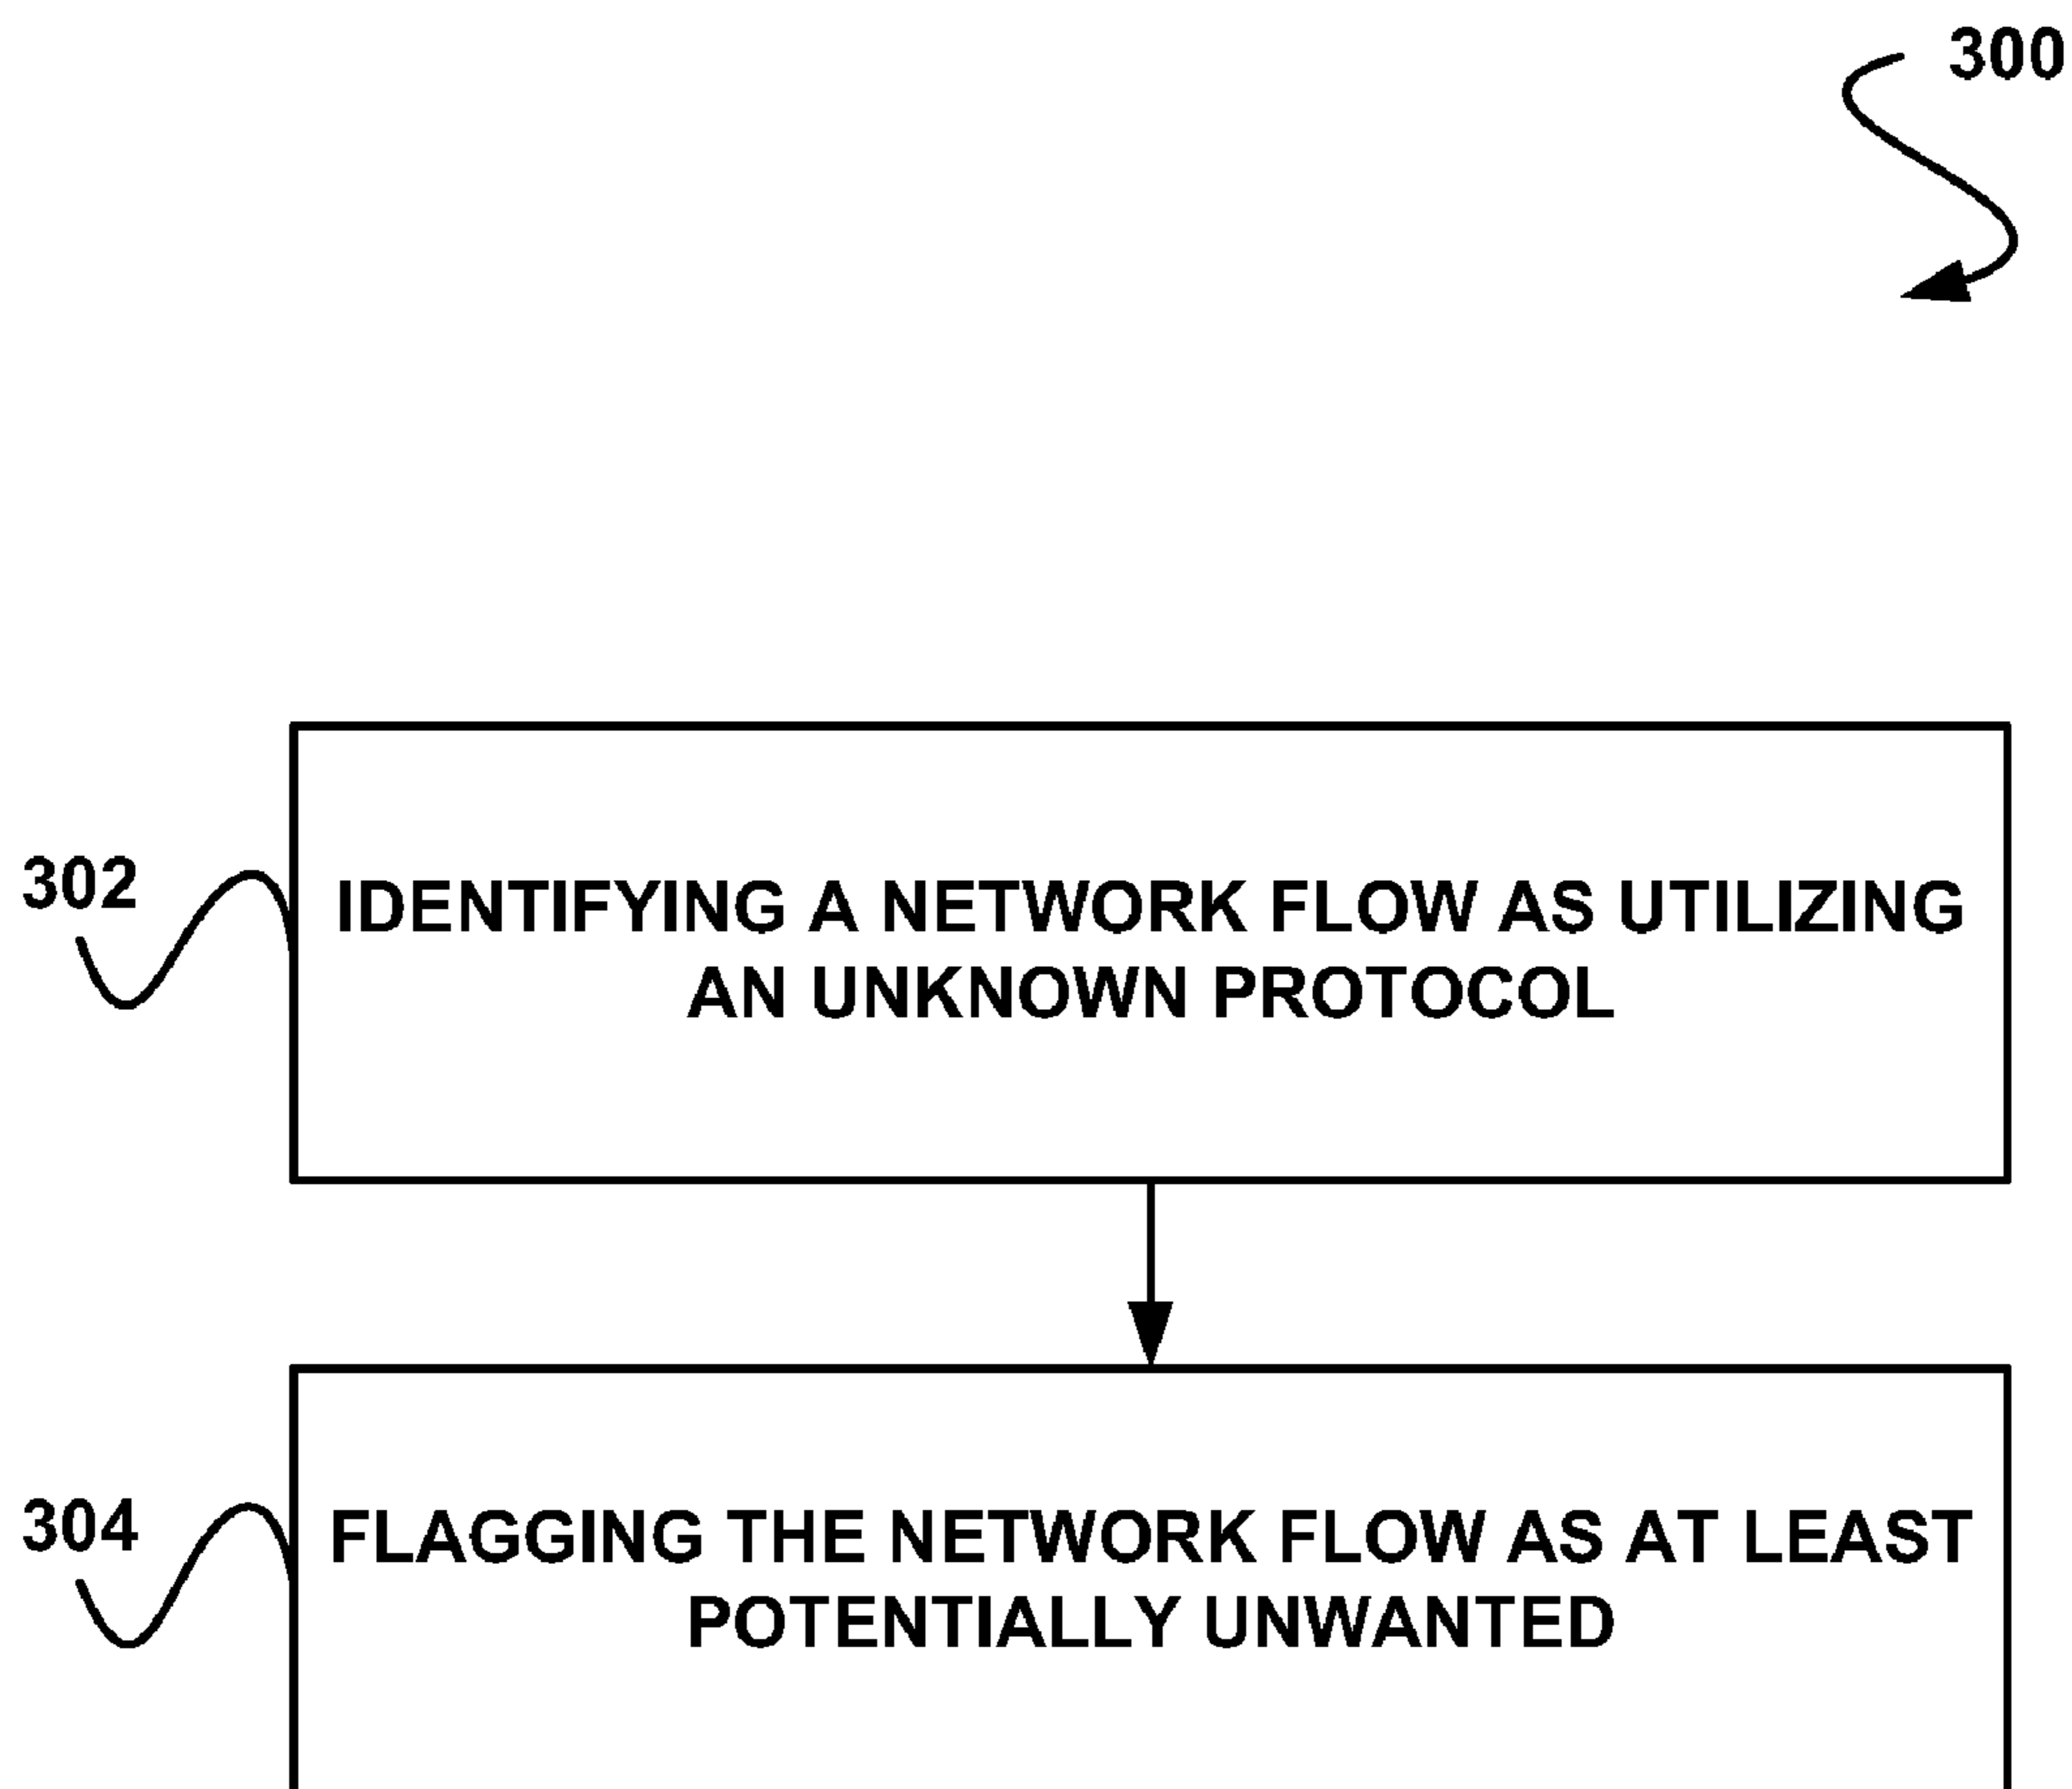 300
302
IDENTIFYING A NETWORK FLOW AS UTILIZING
AN UNKNOWN PROTOCOL
304
FLAGGING THE NETWORK FLOW AS AT LEAST
POTENTIALLY UNWANTED